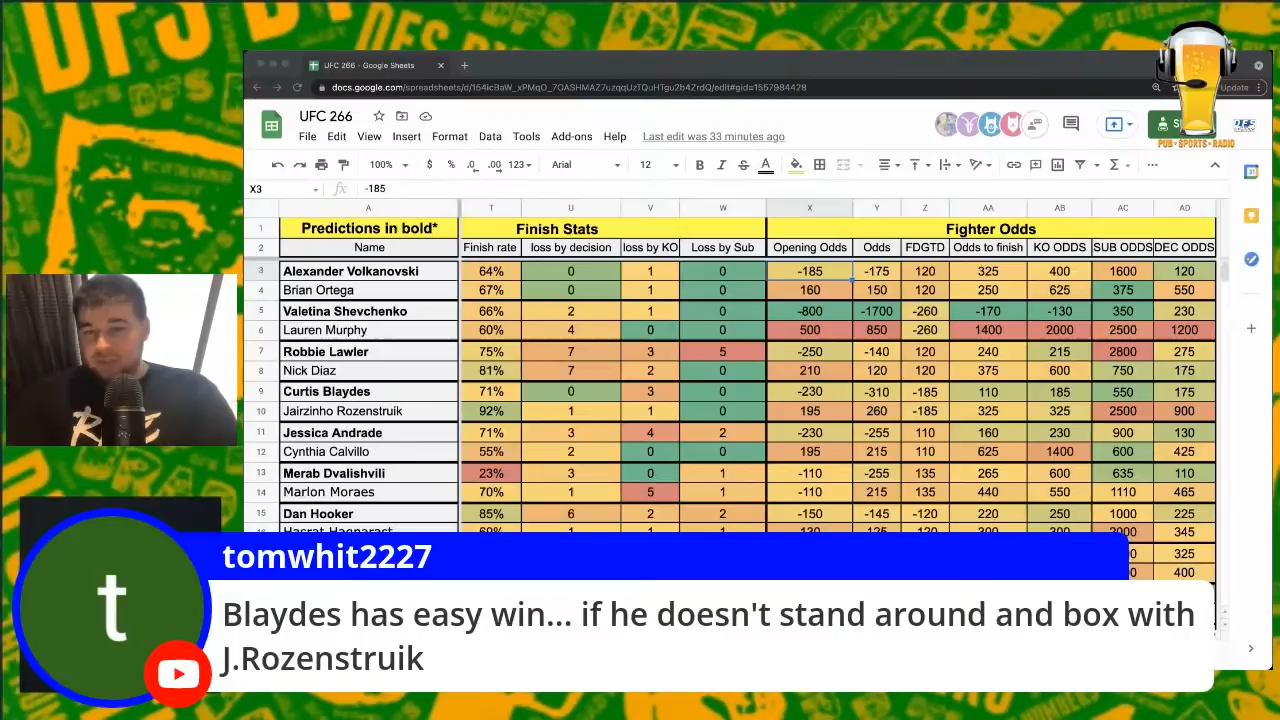 UFC 266 - Google Sheets
docs.google.com
Update
UFC 266
File Edit View Insert Format Data Tools Add-ons Help Last edit was 33 minutes ago
100% $ % .0 .00 123 Arial 12 B I S A
X3 fx -185
A T U V W X Y Z AA AB AC AD
PUB·SPORTS·RADIO
1 Predictions in bold* Finish Stats Fighter Odds
2 Name Finish rate loss by decision loss by KO Loss by Sub Opening Odds Odds FDGTD Odds to finish KO ODDS SUB ODDS DEC ODDS
3 Alexander Volkanovski 64% 0 1 0 -185 -175 120 325 400 1600 120
4 Brian Ortega 67% 0 1 0 160 150 120 250 625 375 550
5 Valetina Shevchenko 66% 2 1 0 -800 -1700 -260 -170 -130 350 230
6 Lauren Murphy 60% 4 0 0 500 850 -260 1400 2000 2500 1200
7 Robbie Lawler 75% 7 3 5 -250 -140 120 240 215 2800 275
8 Nick Diaz 81% 7 2 0 210 120 120 375 600 750 175
9 Curtis Blaydes 71% 0 3 0 -230 -310 -185 110 185 550 175
10 Jairzinho Rozenstruik 92% 1 1 0 195 260 -185 325 325 2500 900
11 Jessica Andrade 71% 3 4 2 -230 -255 110 160 230 900 130
12 Cynthia Calvillo 55% 2 0 0 195 215 110 625 1400 600 425
13 Merab Dvalishvili 23% 3 0 1 -110 -255 135 265 600 635 110
14 Marlon Moraes 70% 1 5 1 -110 215 135 440 550 1110 465
15 Dan Hooker 85% 6 2 2 -150 -145 -120 220 250 1000 225
345
325
400
tomwhit2227
t
Blaydes has easy win... if he doesn't stand around and box with
J.Rozenstruik